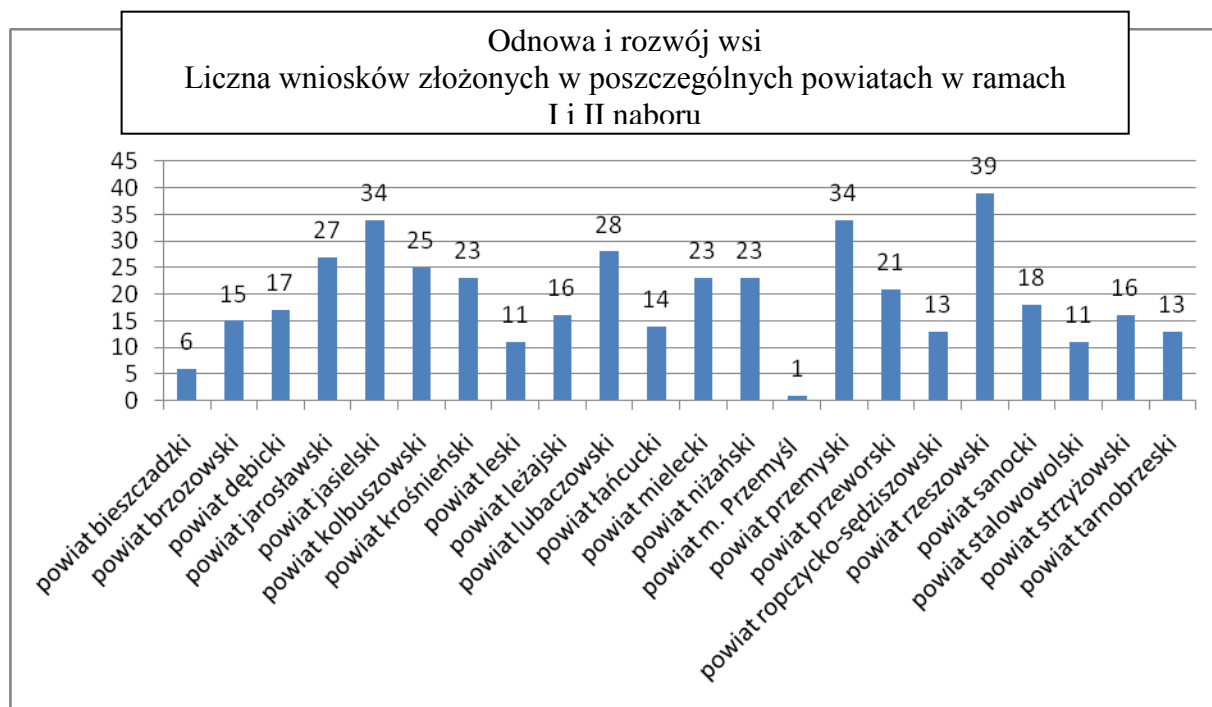 Odnowa i rozwój wsi
Liczna wniosków złożonych w poszczególnych powiatach w ramach
I i II naboru
45
40
35
30
25
20
15
10
5
0
6
15
17
27
34
25
23
11
16
28
14
23
23
1
34
21
13
39
18
11
16
13
powiat bieszczadzki
powiat brzozowski
powiat dębicki
powiat jarosławski
powiat jasielski
powiat kolbuszowski
powiat krośnieński
powiat leski
powiat leżajski
powiat lubaczowski
powiat łańcucki
powiat mielecki
powiat niżański
powiat m. Przemyśl
powiat przemyski
powiat przeworski
powiat ropczycko-sędziszowski
powiat rzeszowski
powiat sanocki
powiat stalowowolski
powiat strzyżowski
powiat tarnobrzeski